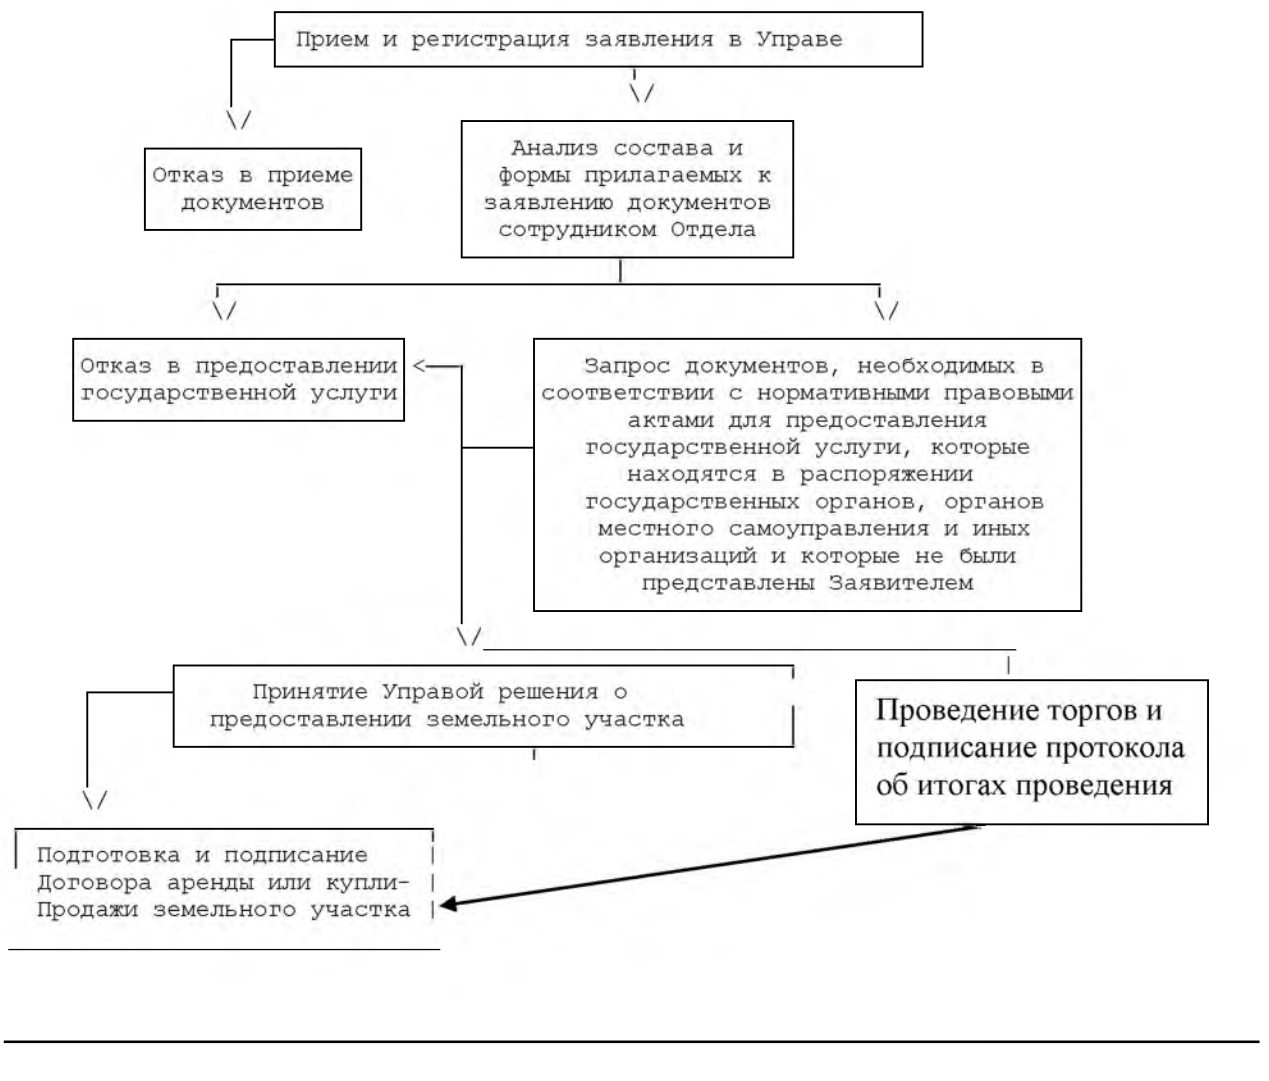 Прием и регистрация заявления в Управе
Отказ в приеме
документов
Анализ состава и
формы прилагаемых к
заявлению документов
сотрудником Отдела
Отказ в предоставлении
государственной услуги
Запрос документов, необходимых в
соответствии с нормативными правовыми
актами для предоставления
государственной услуги, которые
находятся в распоряжении
государственных органов, органов
местного самоуправления и иных
организаций и которые не были
представлены Заявителем
Принятие Управой решения о
предоставлении земельного участка
Проведение торгов и
подписание протокола
об итогах проведения
Подготовка и подписание
Договора аренды или купли-
Продажи земельного участка